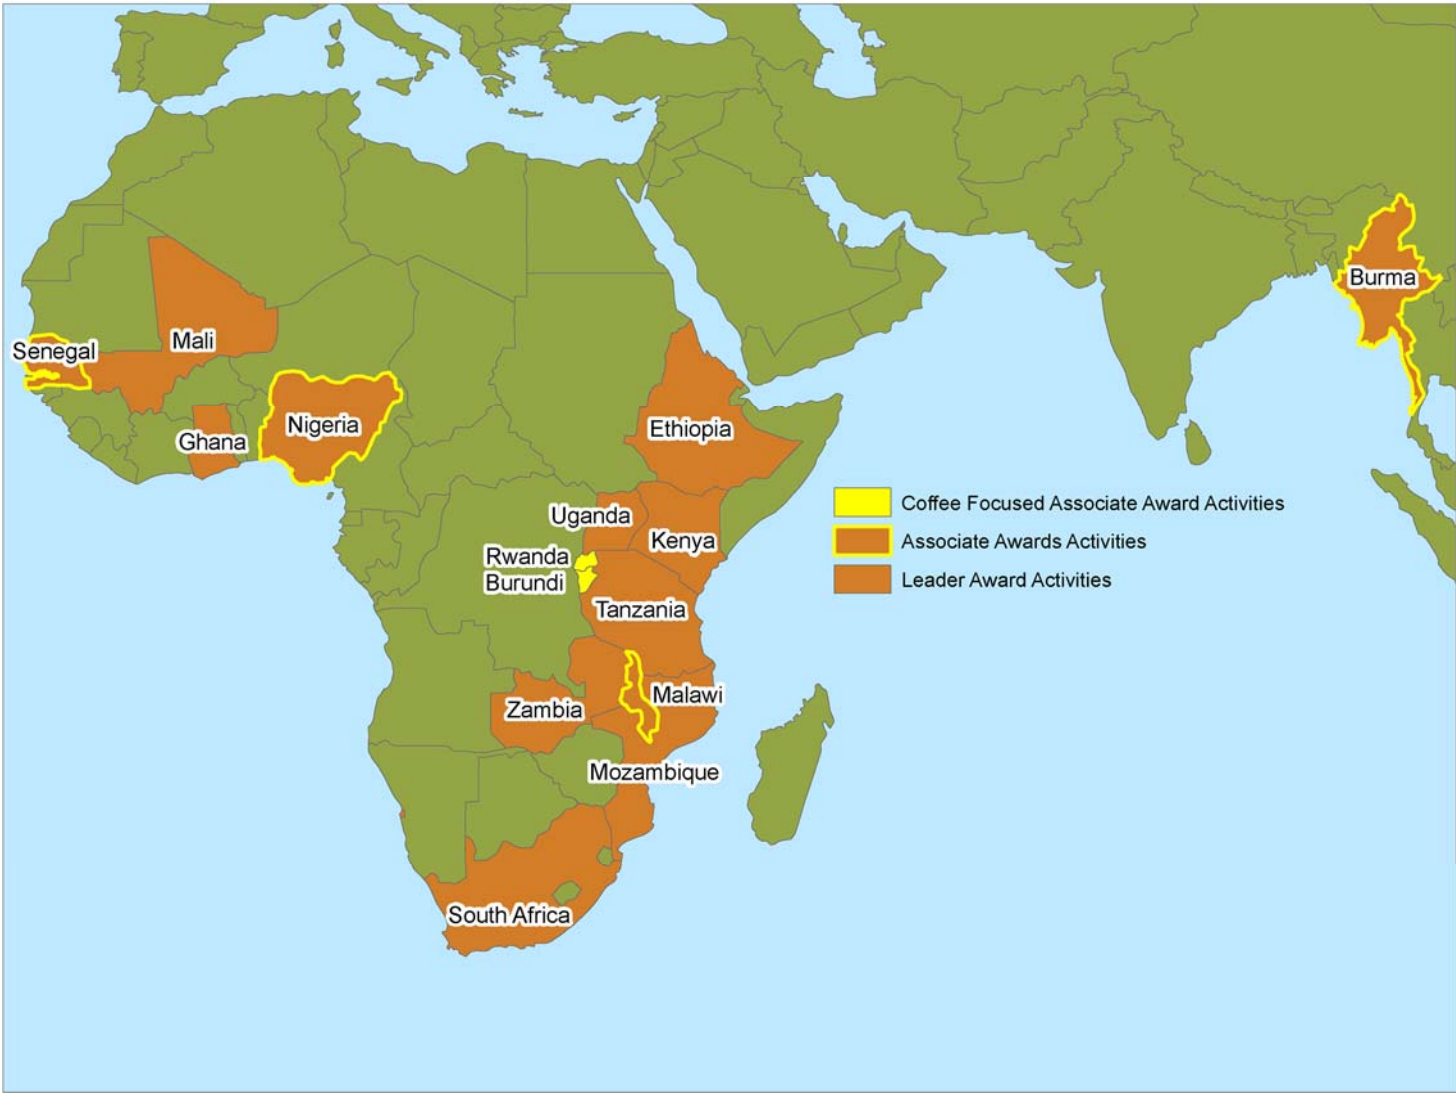 Burma
Mali
Senegal
Nigeria
Ghana
Ethiopia
Coffee Focused Associate Award Activities
Uganda
Kenya
Associate Awards Activities
Rwanda
Burundi
Leader Award Activities
Tanzania
Malawi
Zambia
Mozambique
South Africa